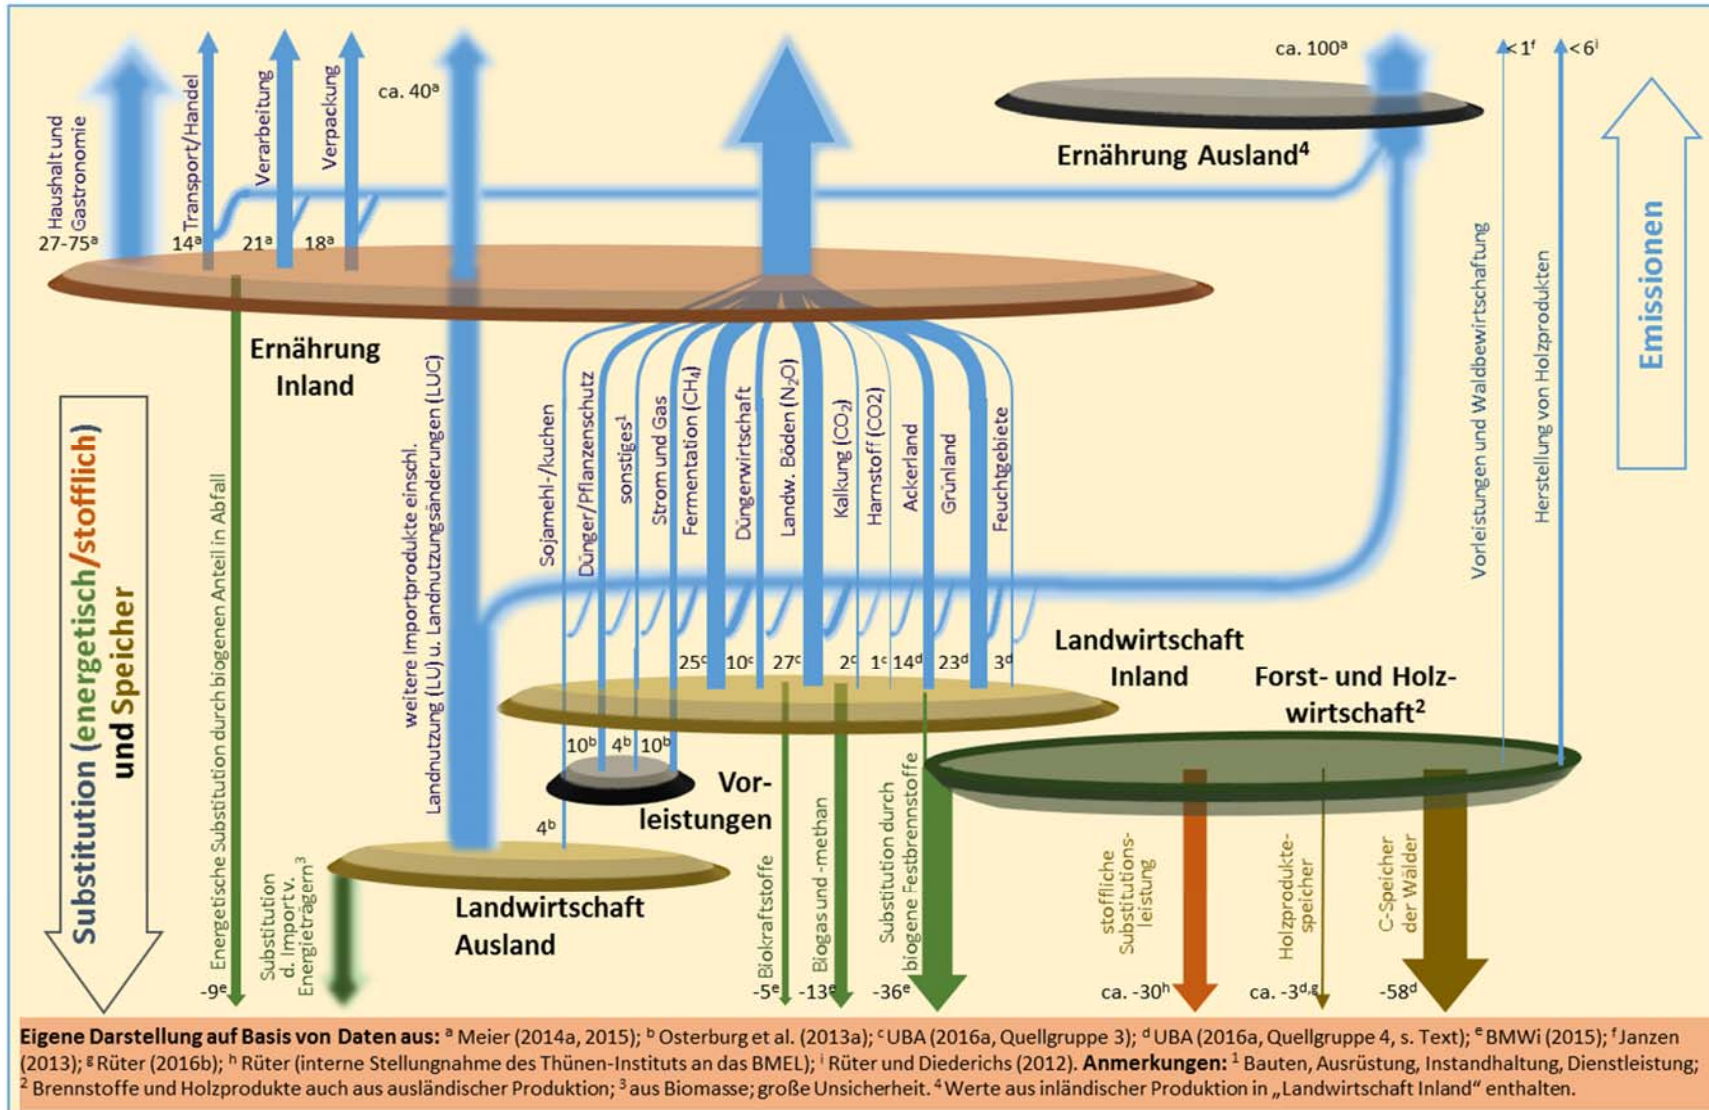 ca. 100ᵃ
< 1ᶠ
< 6ⁱ
ca. 40ᵃ
Haushalt und
Gastronomie
27-75ᵃ
Transport/Handel
14ᵃ
Verarbeitung
21ᵃ
Verpackung
18ᵃ
Ernährung Ausland⁴
Emissionen
Vorleistungen und Waldbewirtschaftung
Herstellung von Holzprodukten
Ernährung
Inland
Substitution (energetisch/stofflich)
und Speicher
Energetische Substitution durch biogenen Anteil in Abfall
-9ᵉ
weitere Importprodukte einschl.
Landnutzung (LU) u. Landnutzungsänderungen (LUC)
Sojamehl-/kuchen
Dünger/Pflanzenschutz
sonstiges¹
Strom und Gas
Fermentation (CH₄)
Düngerwirtschaft
Landw. Böden (N₂O)
Kalkung (CO₂)
Harnstoff (CO2)
Ackerland
Grünland
Feuchtgebiete
25ᶜ
10ᶜ
27ᶜ
2ᶜ
1ᶜ
14ᵈ
23ᵈ
3ᵈ
Landwirtschaft
Inland
Forst- und Holz-
wirtschaft²
10ᵇ
4ᵇ
10ᵇ
Vor-
leistungen
4ᵇ
Landwirtschaft
Ausland
Substitution
d. Import v.
Energieträgern³
Biokraftstoffe
-5ᵉ
Biogas und -methan
-13ᵉ
Substitution durch
biogene Festbrennstoffe
-36ᵉ
stoffliche
Substitutions-
leistung
ca. -30ʰ
Holzprodukte-
speicher
ca. -3ᵈ,ᵍ
C-Speicher
der Wälder
-58ᵈ
Eigene Darstellung auf Basis von Daten aus: ᵃ Meier (2014a, 2015); ᵇ Osterburg et al. (2013a); ᶜ UBA (2016a, Quellgruppe 3); ᵈ UBA (2016a, Quellgruppe 4, s. Text); ᵉ BMWi (2015); ᶠ Janzen
(2013); ᵍ Rüter (2016b); ʰ Rüter (interne Stellungnahme des Thünen-Instituts an das BMEL); ⁱ Rüter und Diederichs (2012). Anmerkungen: ¹ Bauten, Ausrüstung, Instandhaltung, Dienstleistung;
² Brennstoffe und Holzprodukte auch aus ausländischer Produktion; ³ aus Biomasse; große Unsicherheit. ⁴ Werte aus inländischer Produktion in „Landwirtschaft Inland“ enthalten.